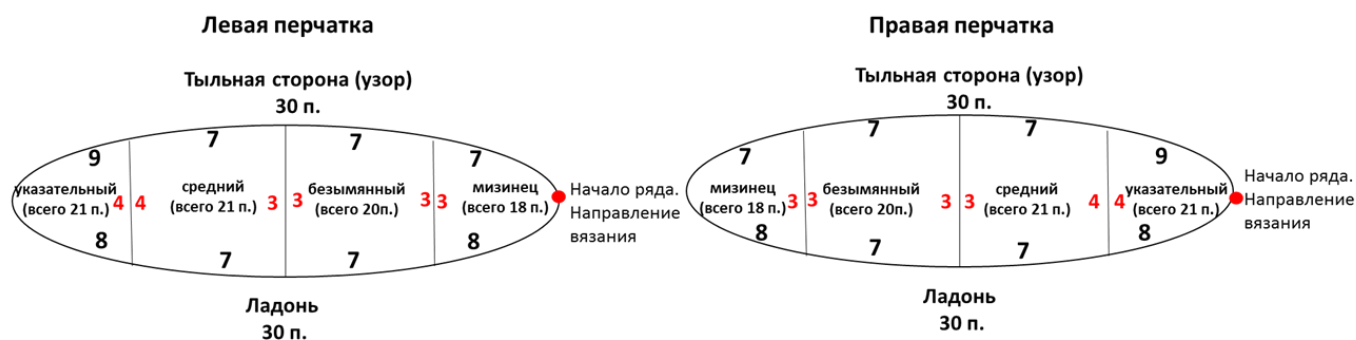 Левая перчатка
Тыльная сторона (узор)
30 п.
9 7 7 7
указательный
(всего 21 п.)
4 4
средний
(всего 21 п.)
3 3
безымянный
(всего 20п.)
3 3
мизинец
(всего 18 п.)
8 7 7 8
Начало ряда.
Направление
вязания
Ладонь
30 п.
Правая перчатка
Тыльная сторона (узор)
30 п.
7 7 7 9
мизинец
(всего 18 п.)
3 3
безымянный
(всего 20п.)
3 3
средний
(всего 21 п.)
4 4
указательный
(всего 21 п.)
8 7 7 8
Начало ряда.
Направление
вязания
Ладонь
30 п.